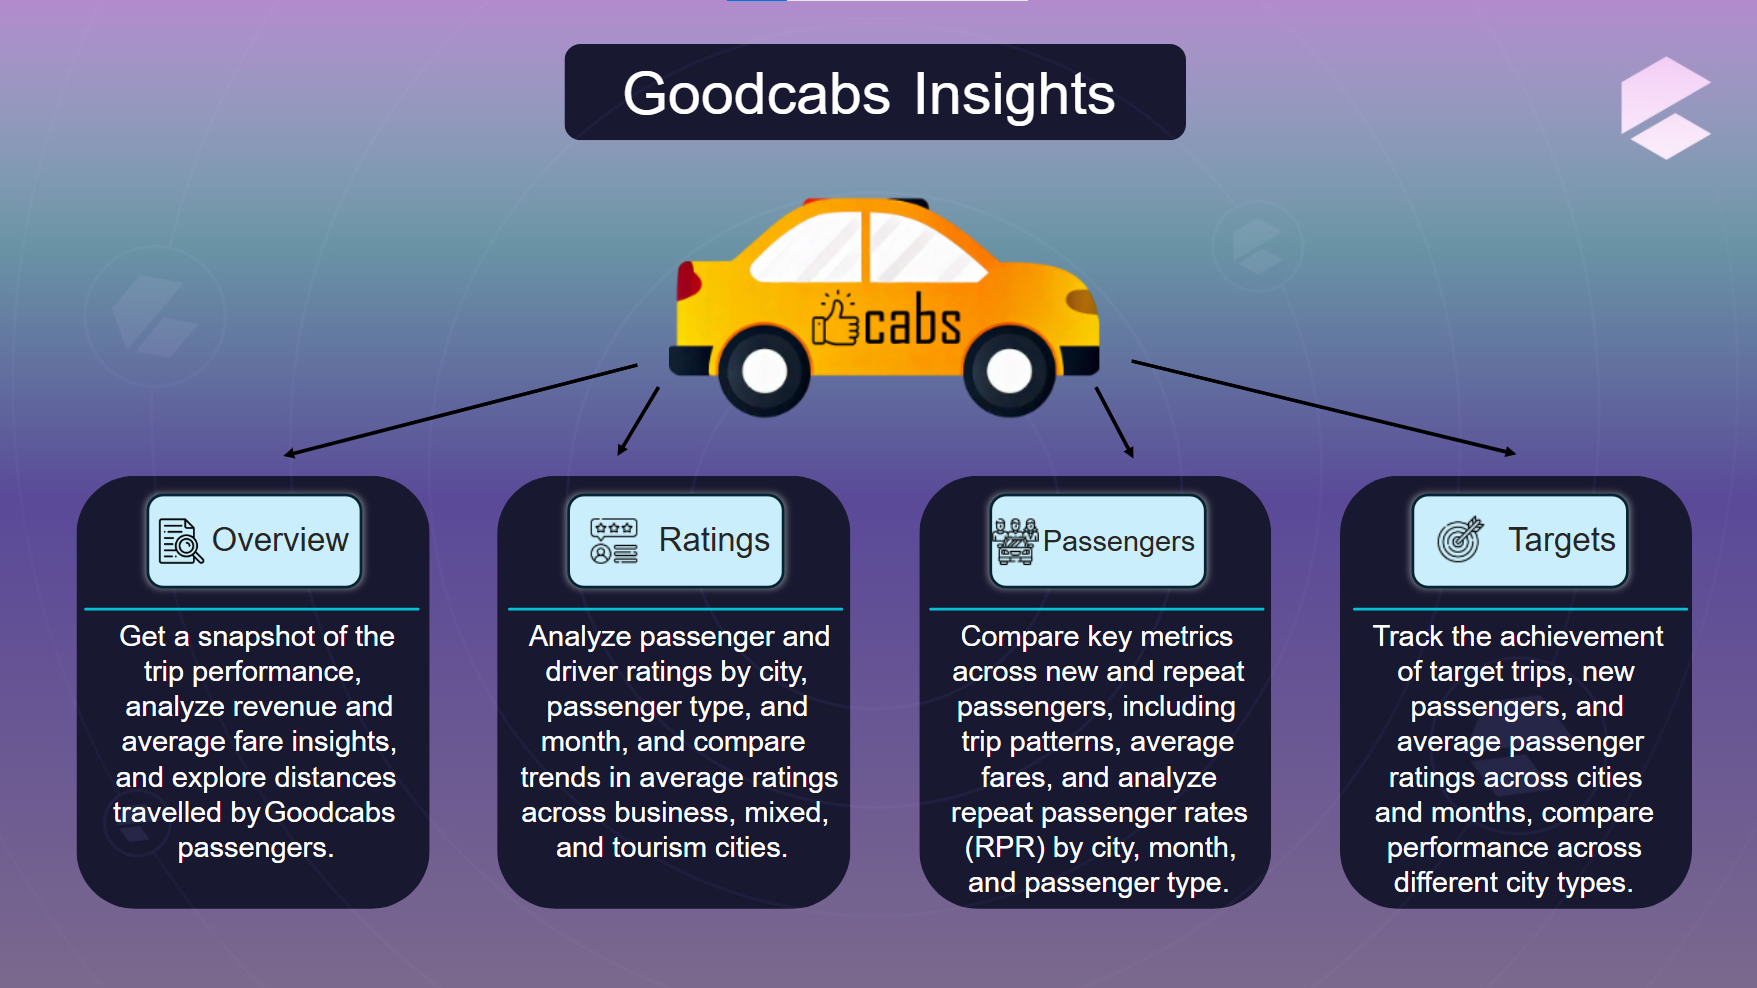 Goodcabs Insights
cabs
Overview
Get a snapshot of the
trip performance,
analyze revenue and
average fare insights,
and explore distances
travelled by Goodcabs
passengers.
Ratings
Analyze passenger and
driver ratings by city,
passenger type, and
month, and compare
trends in average ratings
across business, mixed,
and tourism cities.
Passengers
Compare key metrics
across new and repeat
passengers, including
trip patterns, average
fares, and analyze
repeat passenger rates
(RPR) by city, month,
and passenger type.
Targets
Track the achievement
of target trips, new
passengers, and
average passenger
ratings across cities
and months, compare
performance across
different city types.